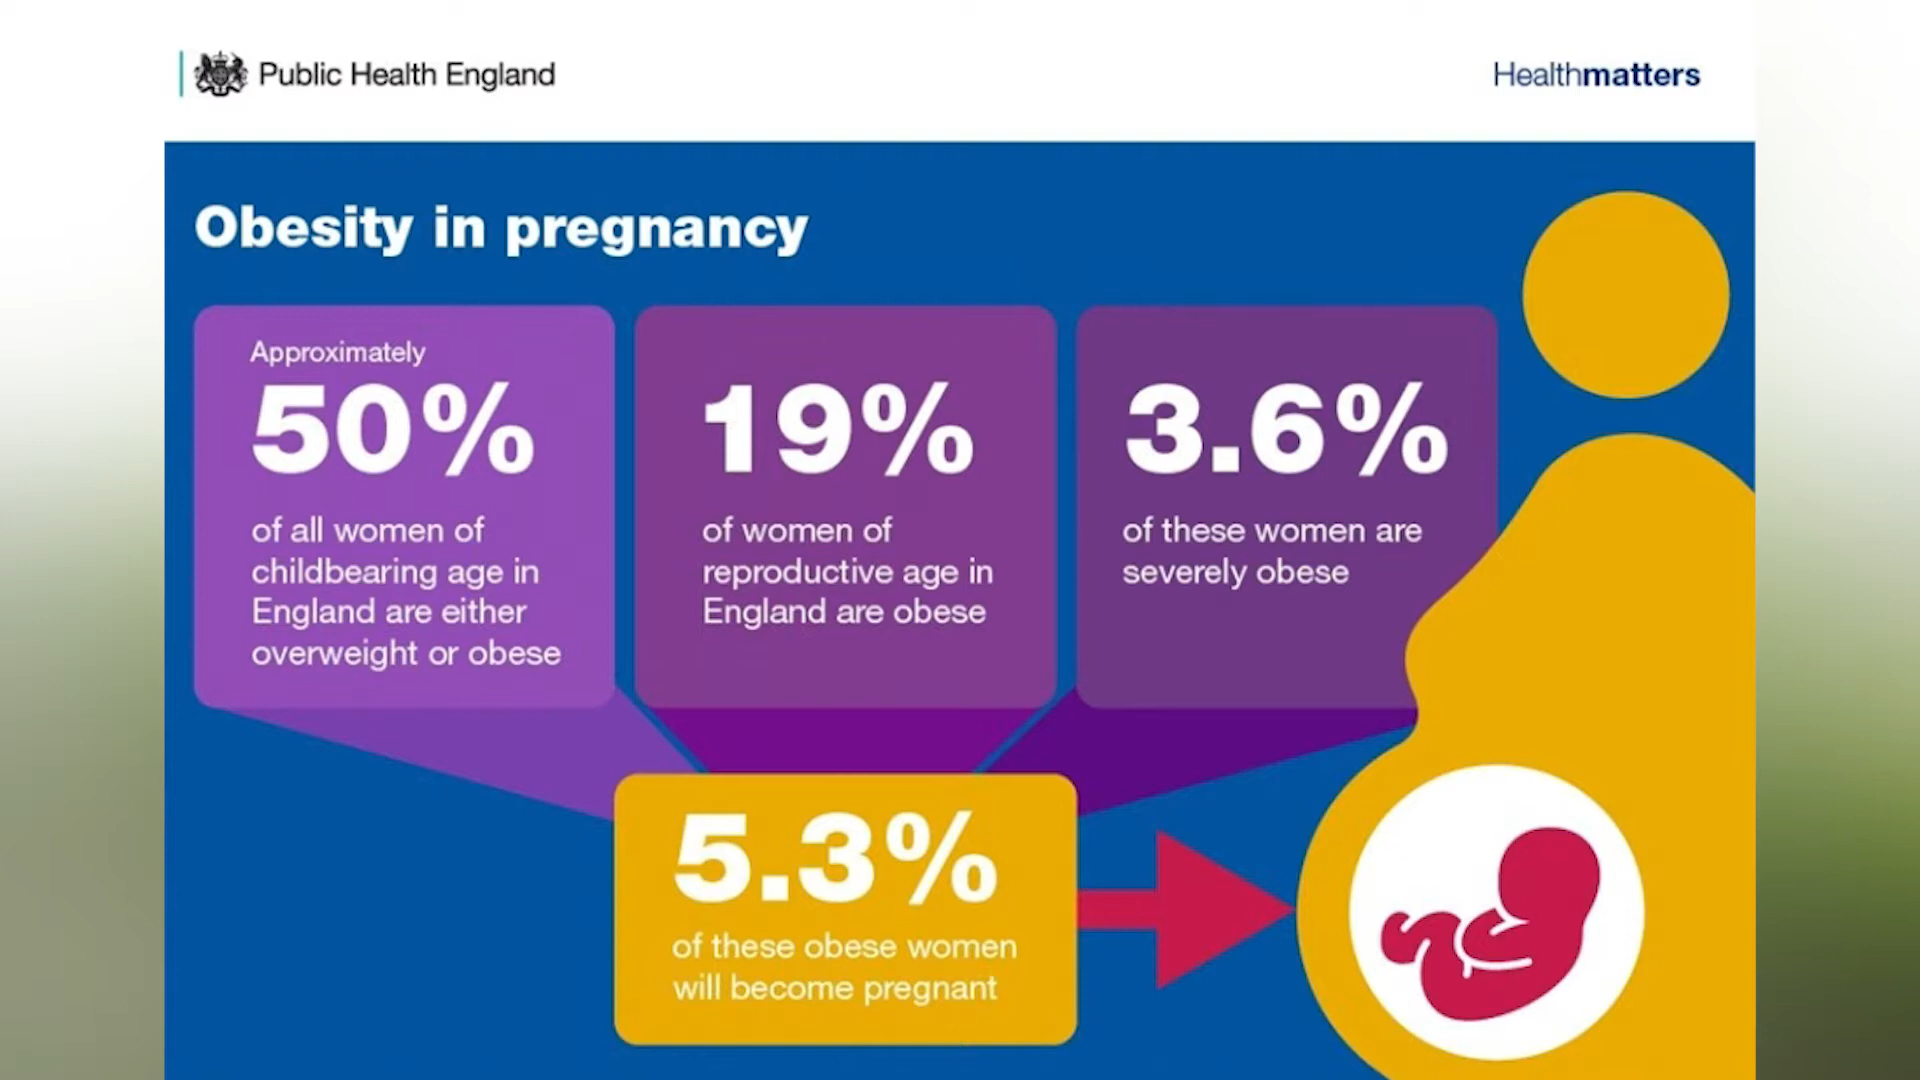 Public Health England
Healthmatters
Obesity in pregnancy
Approximately
50%
of all women of
childbearing age in
England are either
overweight or obese
19%
of women of
reproductive age in
England are obese
3.6%
of these women are
severely obese
5.3%
of these obese women
will become pregnant